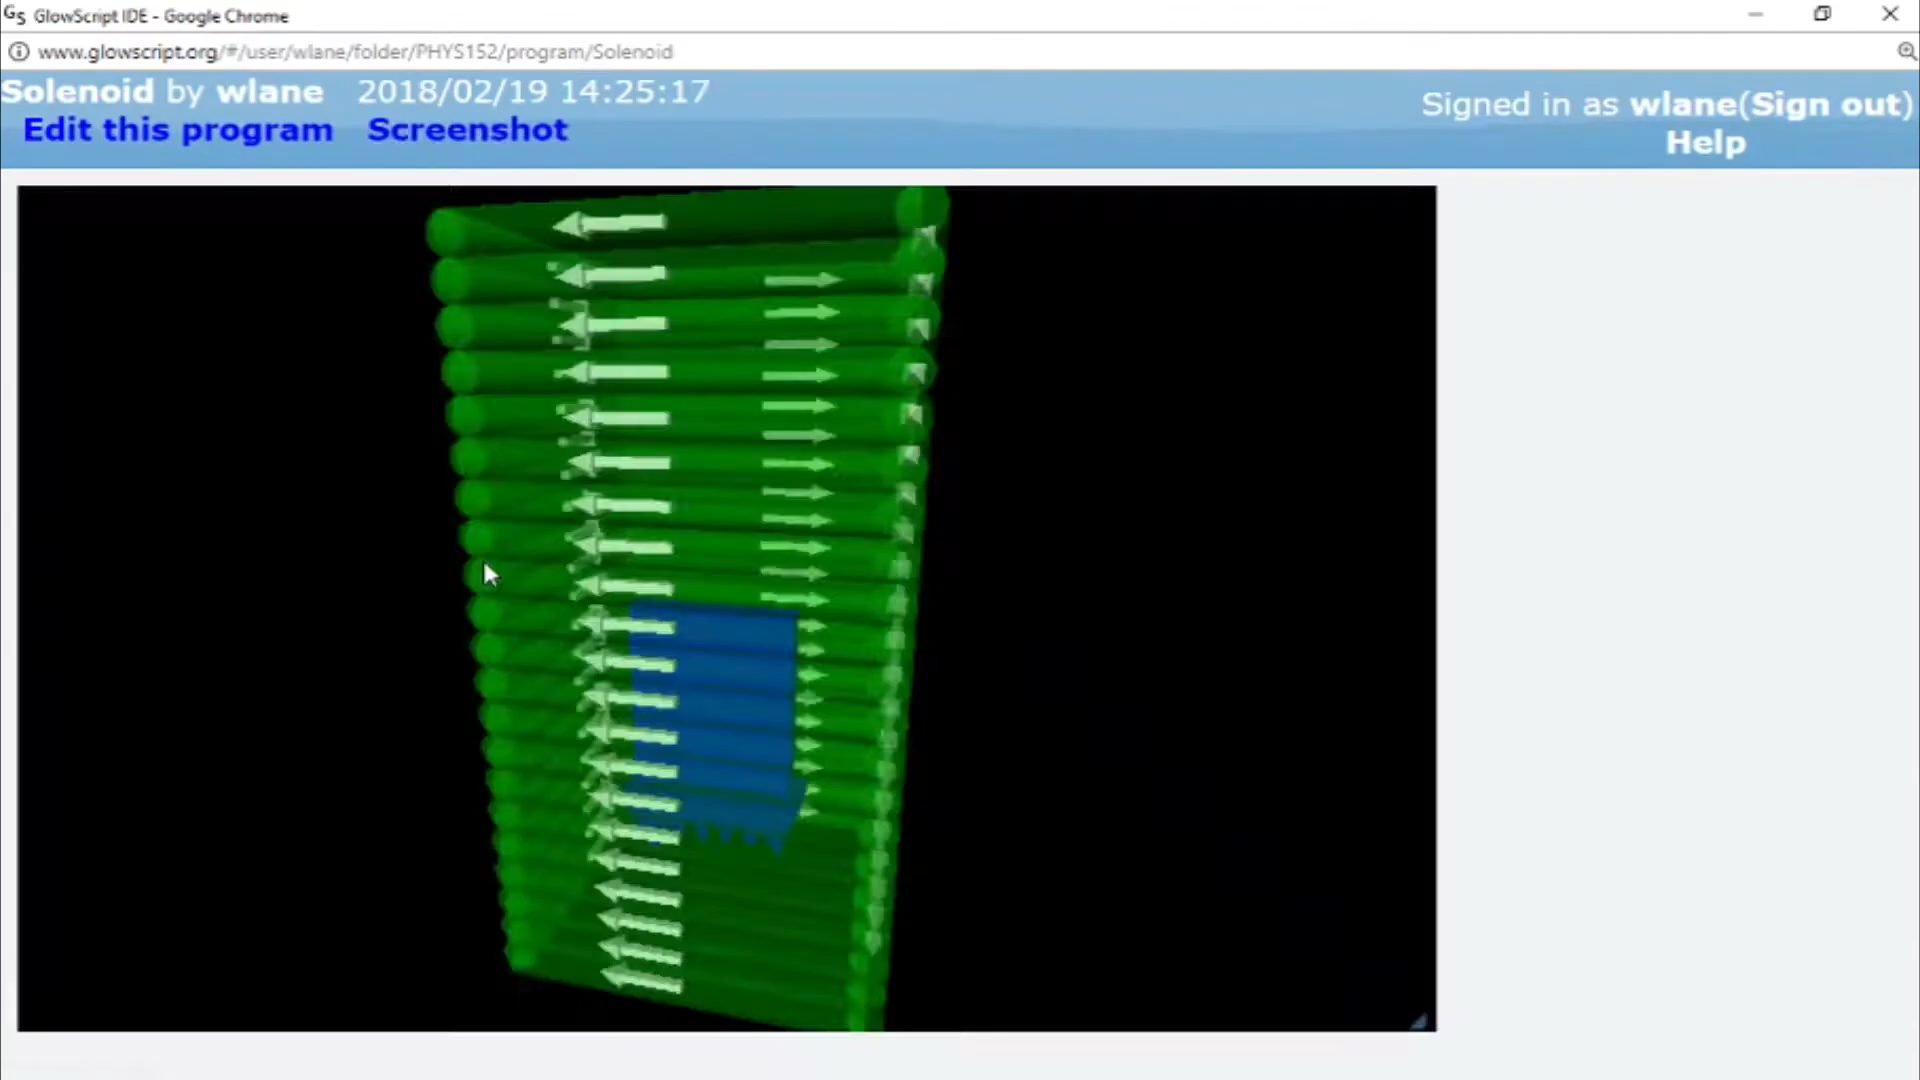 GS GlowScript IDE - Google Chrome
www.glowscript.org/#/user/wlane/folder/PHYS152/program/Solenoid
Solenoid by wlane 2018/02/19 14:25:17
Signed in as wlane(Sign out)
Edit this program Screenshot
Help